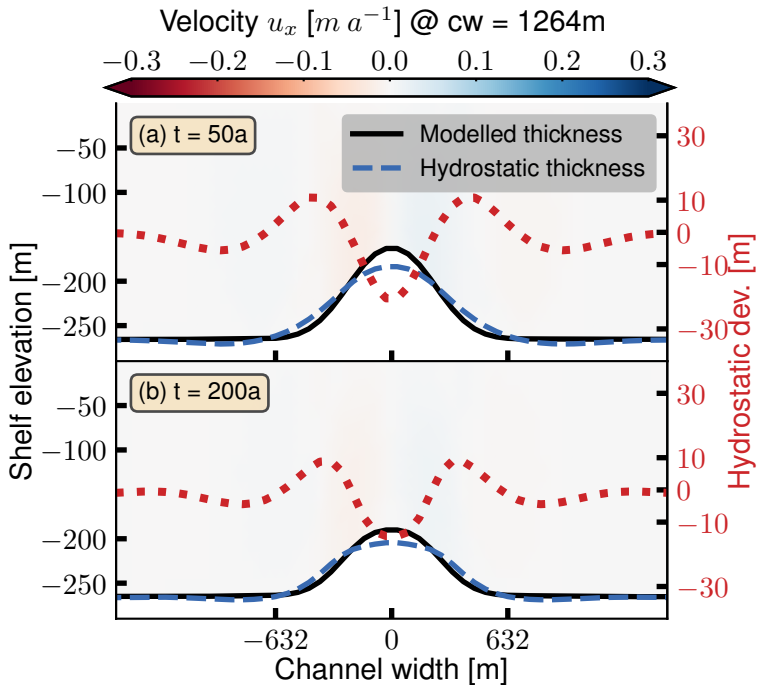 Velocity u_x [m a^{-1}] @ cw = 1264m
−0.3 −0.2 −0.1 0.0 0.1 0.2 0.3
(a) t = 50a
Modelled thickness
Hydrostatic thickness
−50
−100
−200
−250
30
10
0
−10
−30
(b) t = 200a
−50
−100
−200
−250
30
10
0
−10
−30
Shelf elevation [m]
Hydrostatic dev. [m]
−632 0 632
Channel width [m]